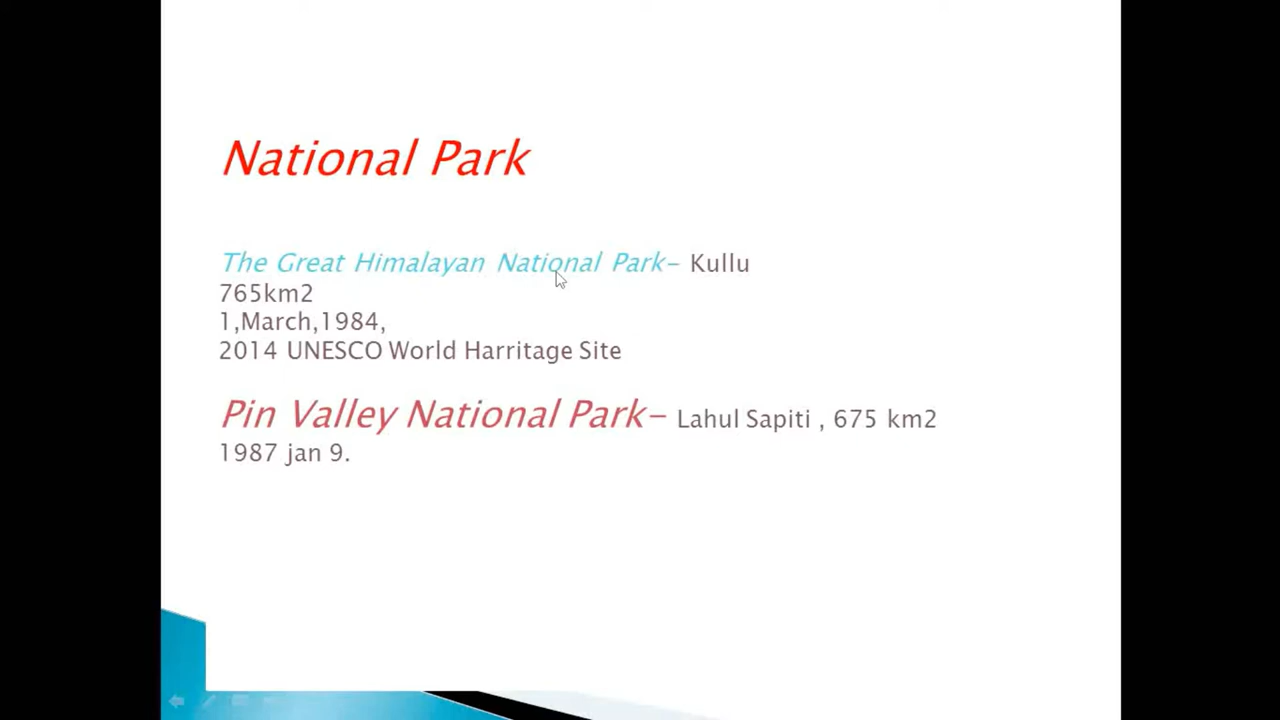 National Park
The Great Himalayan National Park- Kullu
765km2
1,March,1984,
2014 UNESCO World Harritage Site
Pin Valley National Park- Lahul Sapiti , 675 km2
1987 jan 9.